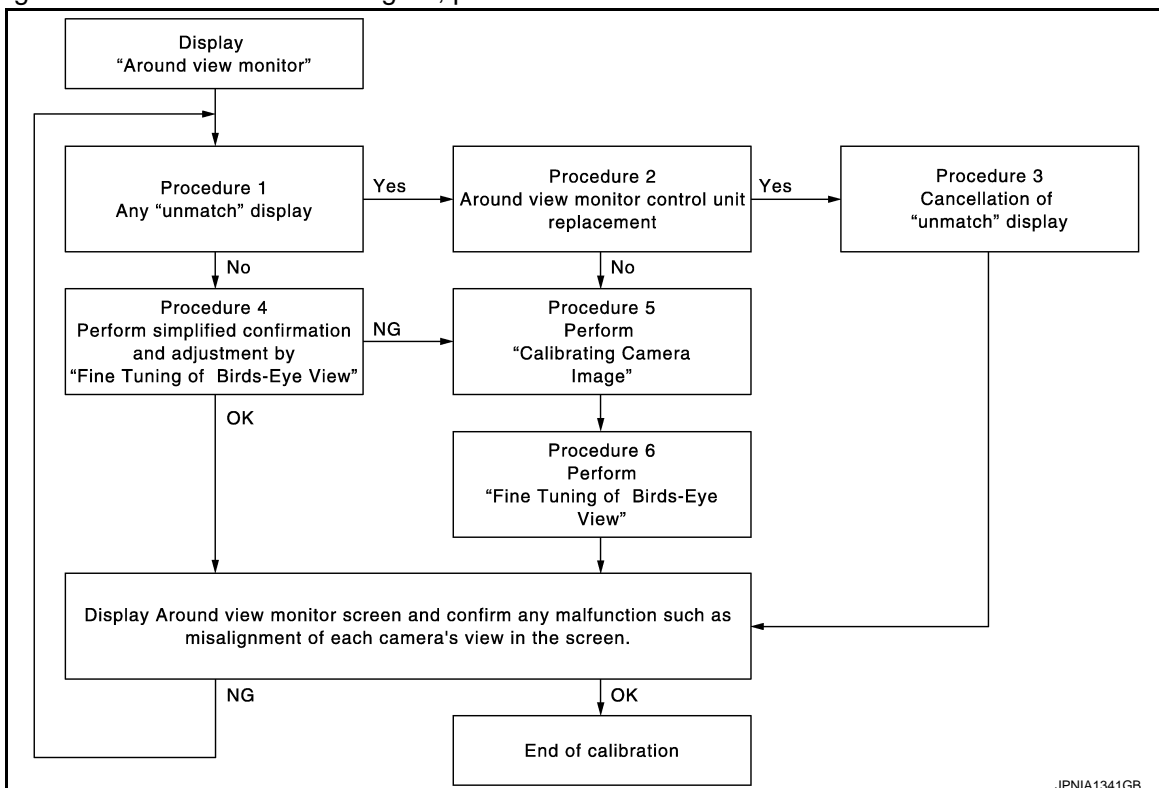 Display
“Around view monitor”
Procedure 1
Any “unmatch” display
Yes
Procedure 2
Around view monitor control unit
replacement
Yes
Procedure 3
Cancellation of
“unmatch” display
No
No
Procedure 4
Perform simplified confirmation
and adjustment by
“Fine Tuning of Birds-Eye View”
NG
Procedure 5
Perform
“Calibrating Camera
Image”
OK
Procedure 6
Perform
“Fine Tuning of Birds-Eye
View”
Display Around view monitor screen and confirm any malfunction such as
misalignment of each camera's view in the screen.
NG
OK
End of calibration
JPNIA1341GB